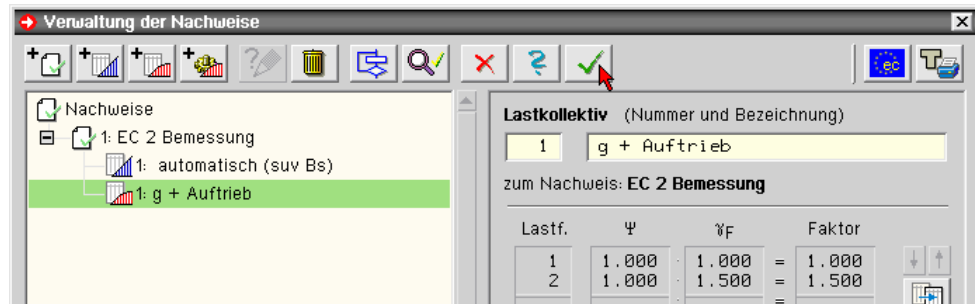 Verwaltung der Nachweise
ec
Nachweise
1: EC 2 Bemessung
1: automatisch (suv Bs)
1: g + Auftrieb
Lastkollektiv (Nummer und Bezeichnung)
1 g + Auftrieb
zum Nachweis: EC 2 Bemessung
Lastf. Ψ γF Faktor
1 1.000 · 1.000 = 1.000
2 1.000 · 1.500 = 1.500
=